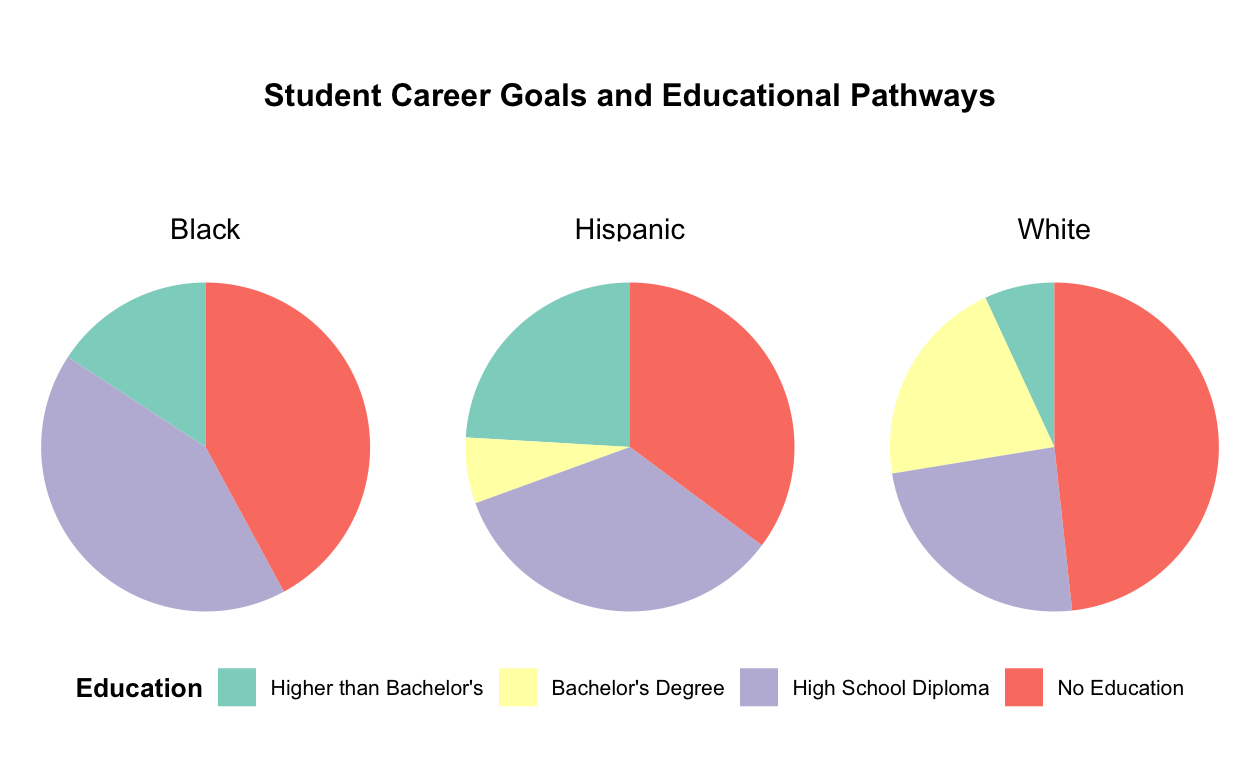 Student Career Goals and Educational Pathways
Black
Hispanic
White
Education
Higher than Bachelor's
Bachelor's Degree
High School Diploma
No Education